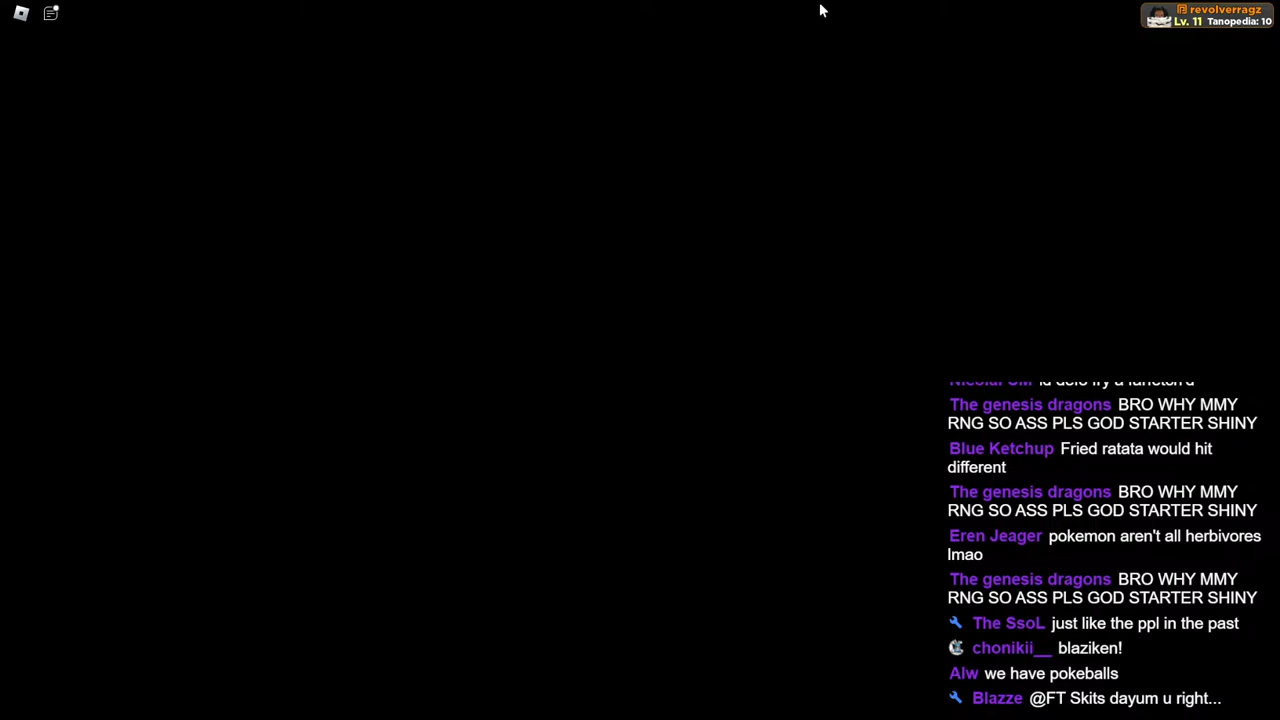 revolverragz
Lv. 11 Tanopedia: 10
The genesis dragons BRO WHY MMY
RNG SO ASS PLS GOD STARTER SHINY
Blue Ketchup Fried ratata would hit
different
The genesis dragons BRO WHY MMY
RNG SO ASS PLS GOD STARTER SHINY
Eren Jeager pokemon aren't all herbivores
lmao
The genesis dragons BRO WHY MMY
RNG SO ASS PLS GOD STARTER SHINY
The SsoL just like the ppl in the past
chonikii__ blaziken!
Alw we have pokeballs
Blazze @FT Skits dayum u right...